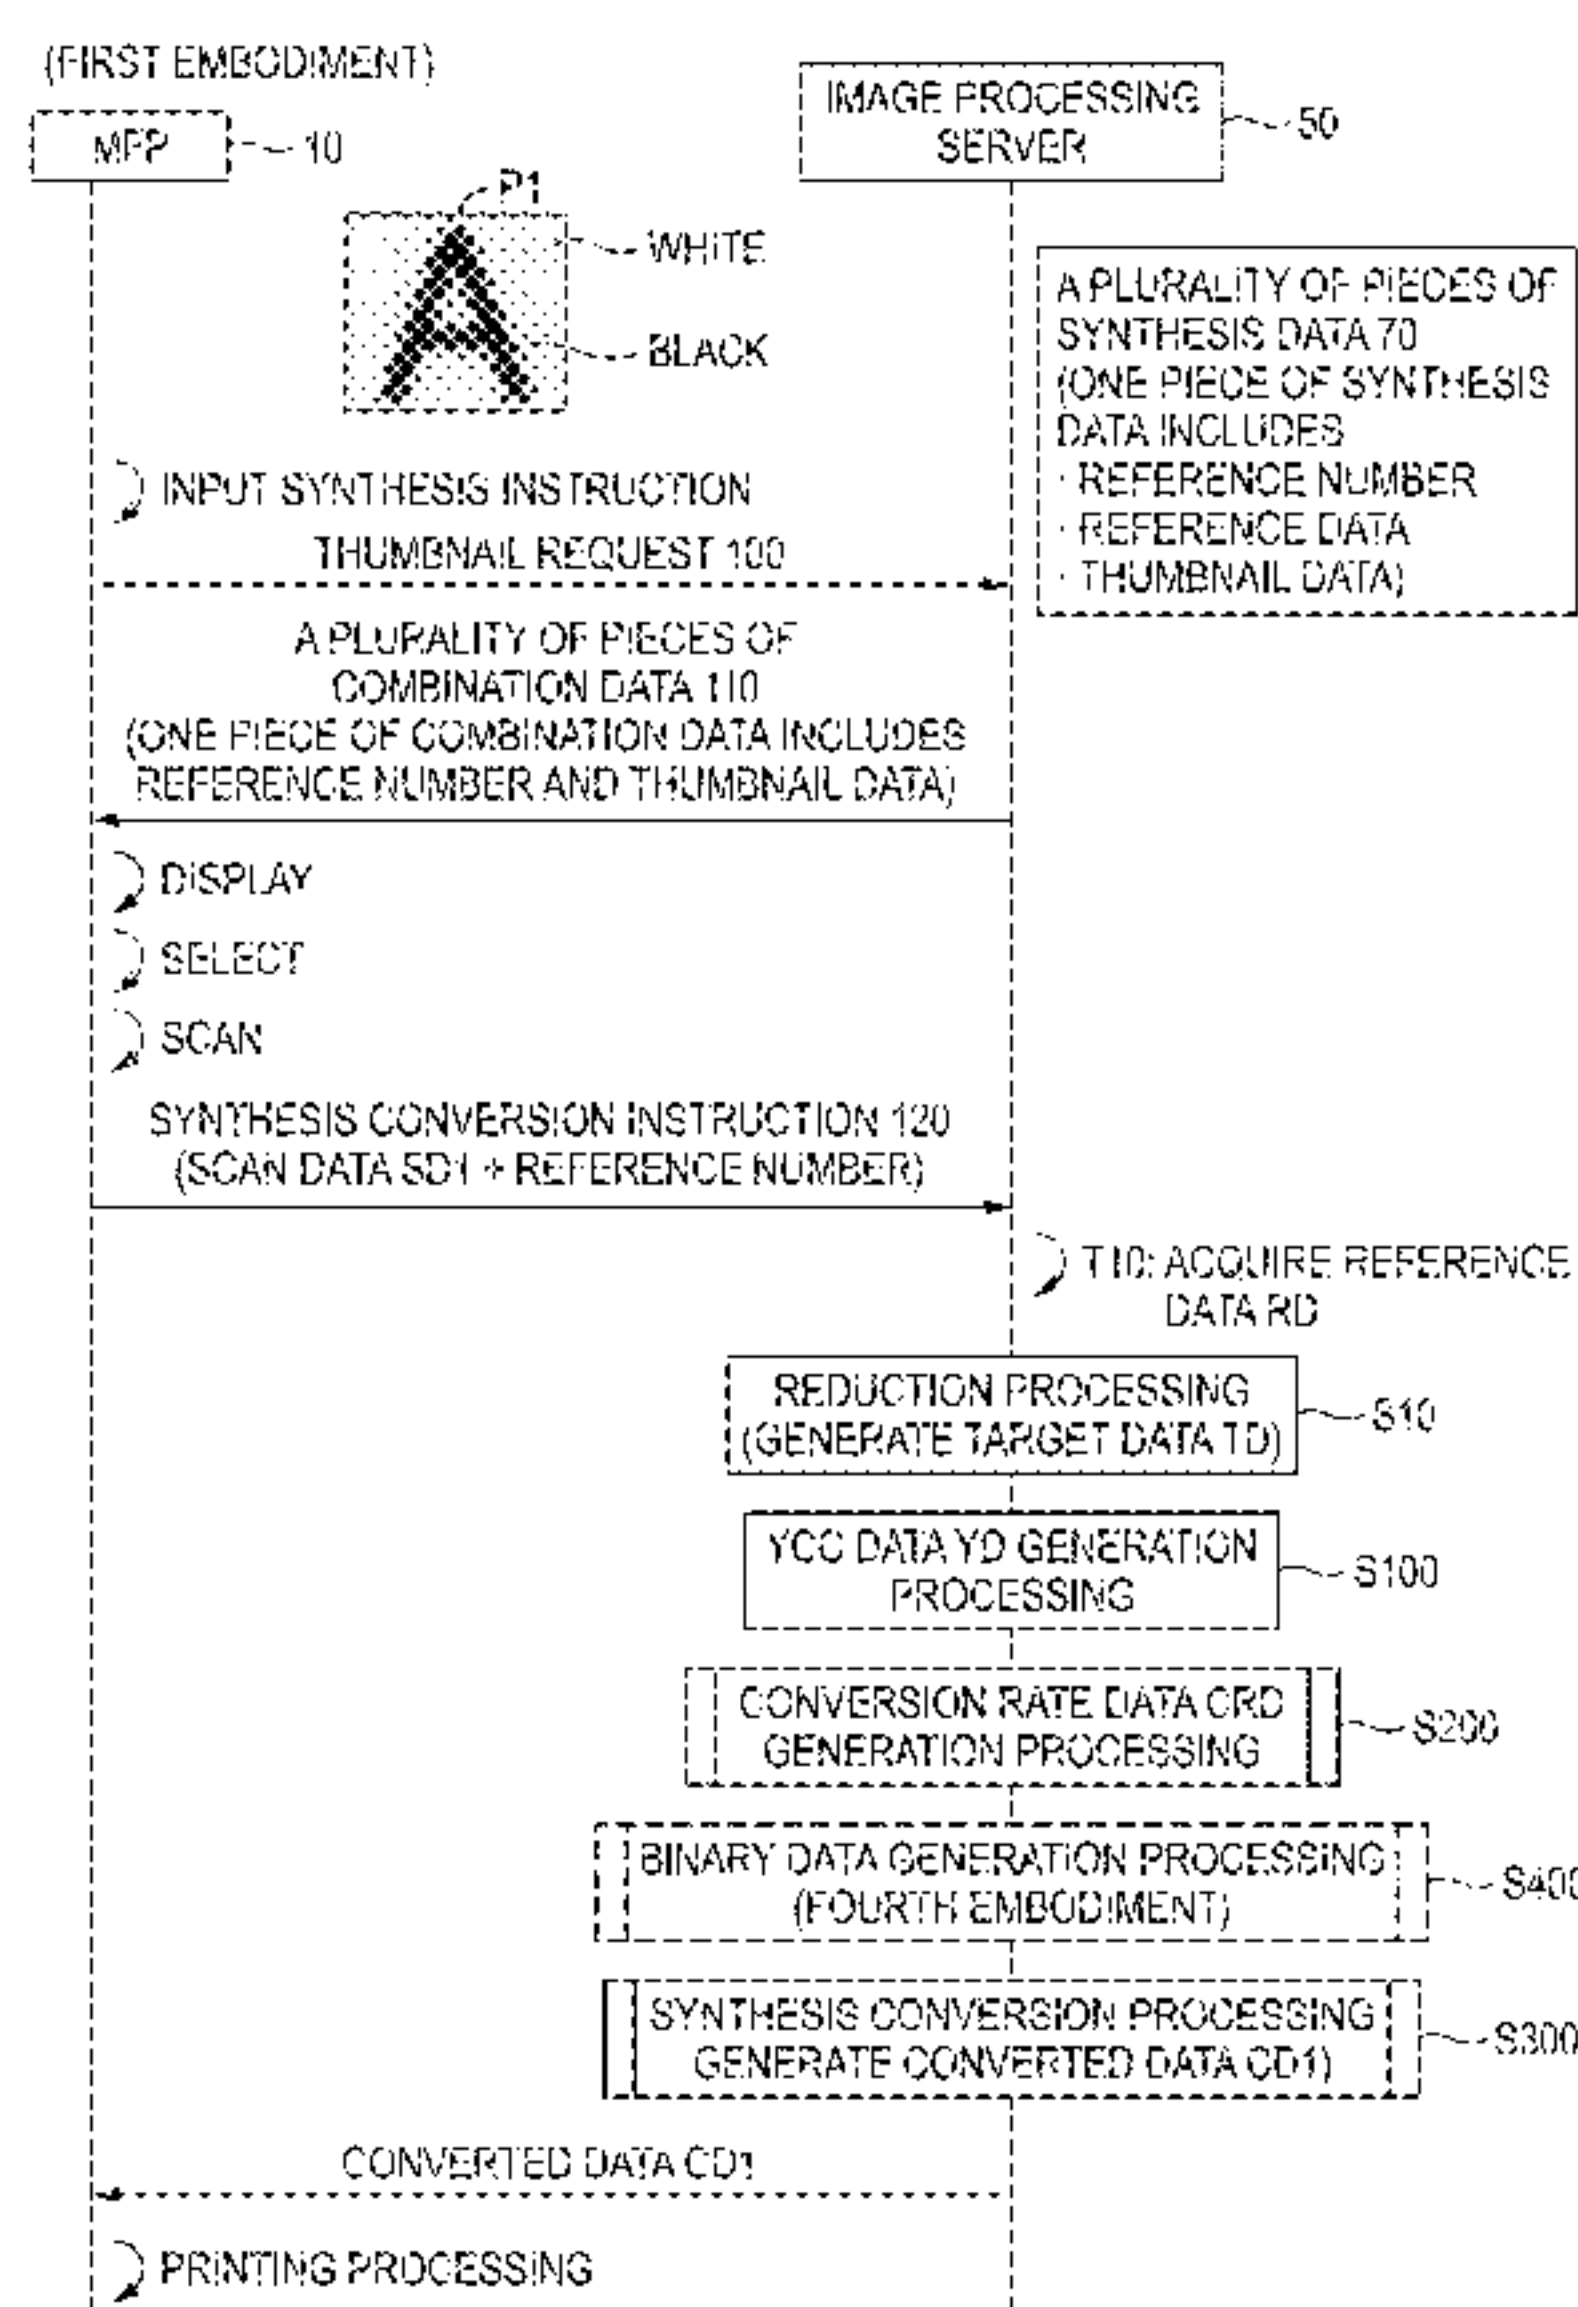 (FIRST EMBODIMENT)
MFP
10
IMAGE PROCESSING
SERVER
50
P1
WHITE
BLACK
A PLURALITY OF PIECES OF
SYNTHESIS DATA 70
(ONE PIECE OF SYNTHESIS
DATA INCLUDES
· REFERENCE NUMBER
· REFERENCE DATA
· THUMBNAIL DATA)
INPUT SYNTHESIS INSTRUCTION
THUMBNAIL REQUEST 100
A PLURALITY OF PIECES OF
COMBINATION DATA 110
(ONE PIECE OF COMBINATION DATA INCLUDES
REFERENCE NUMBER AND THUMBNAIL DATA)
DISPLAY
SELECT
SCAN
SYNTHESIS CONVERSION INSTRUCTION 120
(SCAN DATA SD1 + REFERENCE NUMBER)
T10: ACQUIRE REFERENCE
DATA RD
REDUCTION PROCESSING
(GENERATE TARGET DATA TD)
S10
YCC DATA YD GENERATION
PROCESSING
S100
CONVERSION RATE DATA CRD
GENERATION PROCESSING
S200
BINARY DATA GENERATION PROCESSING
(FOURTH EMBODIMENT)
S400
SYNTHESIS CONVERSION PROCESSING
GENERATE CONVERTED DATA CD1)
S300
CONVERTED DATA CD1
PRINTING PROCESSING